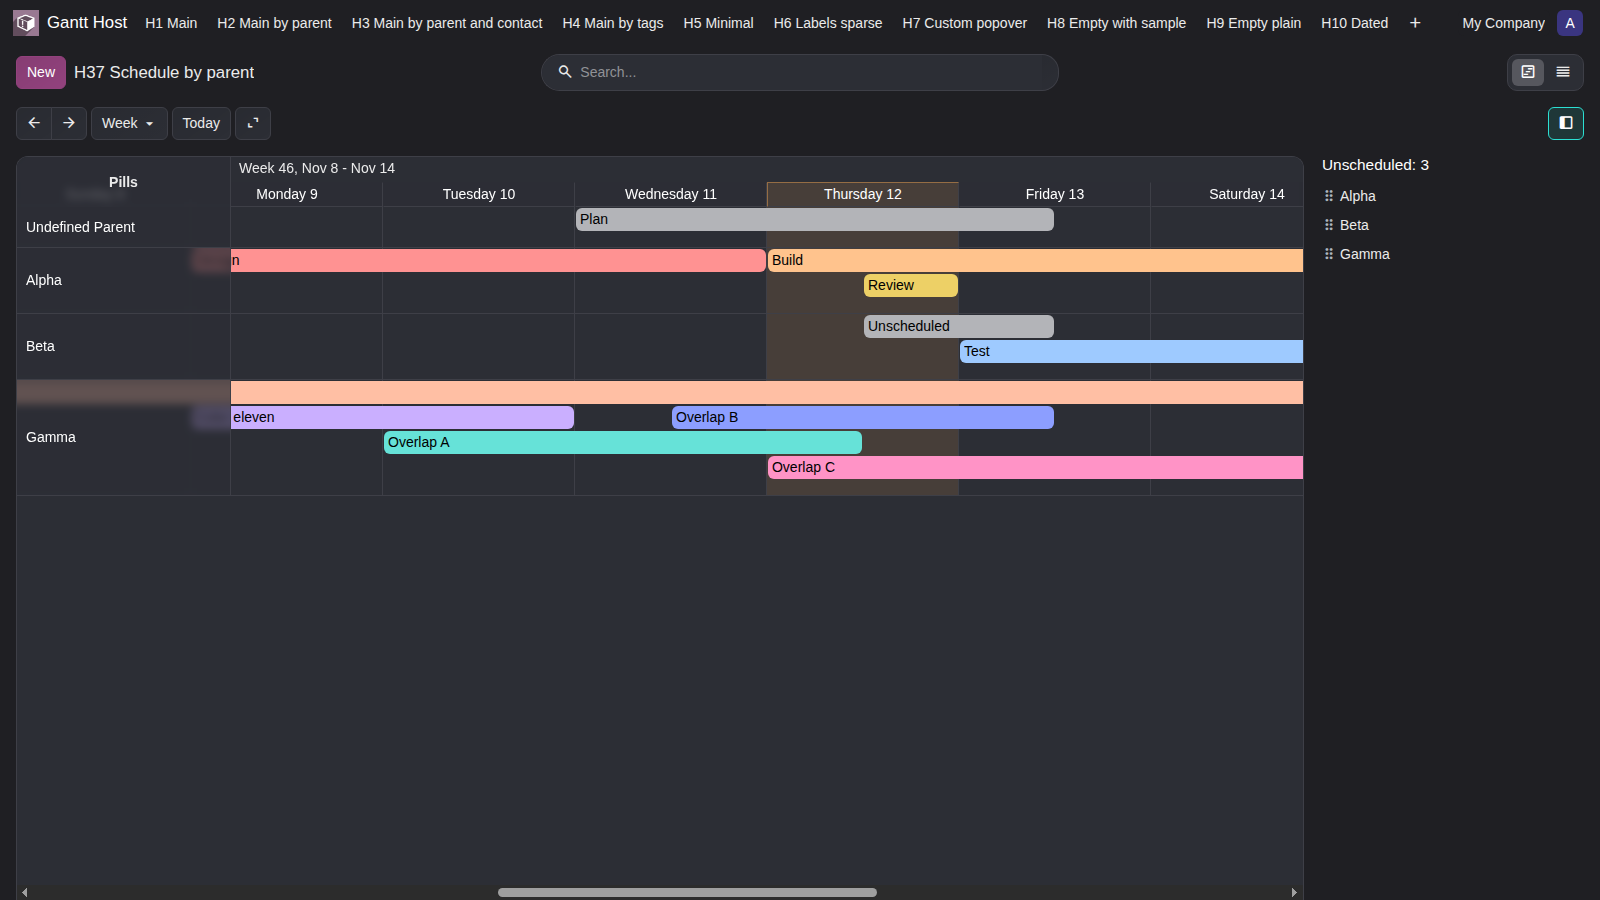 Gantt Host H1 Main H2 Main by parent H3 Main by parent and contact H4 Main by tags H5 Minimal H6 Labels sparse H7 Custom popover H8 Empty with sample H9 Empty plain H10 Dated + My Company A
New H37 Schedule by parent Search...
Week Today
Week 46, Nov 8 - Nov 14
Pills
Monday 9 Tuesday 10 Wednesday 11 Thursday 12 Friday 13 Saturday 14
Undefined Parent Plan
Alpha
n Build
Review
Beta
Unscheduled
Test
Gamma
eleven Overlap B
Overlap A
Overlap C
Unscheduled: 3
Alpha
Beta
Gamma